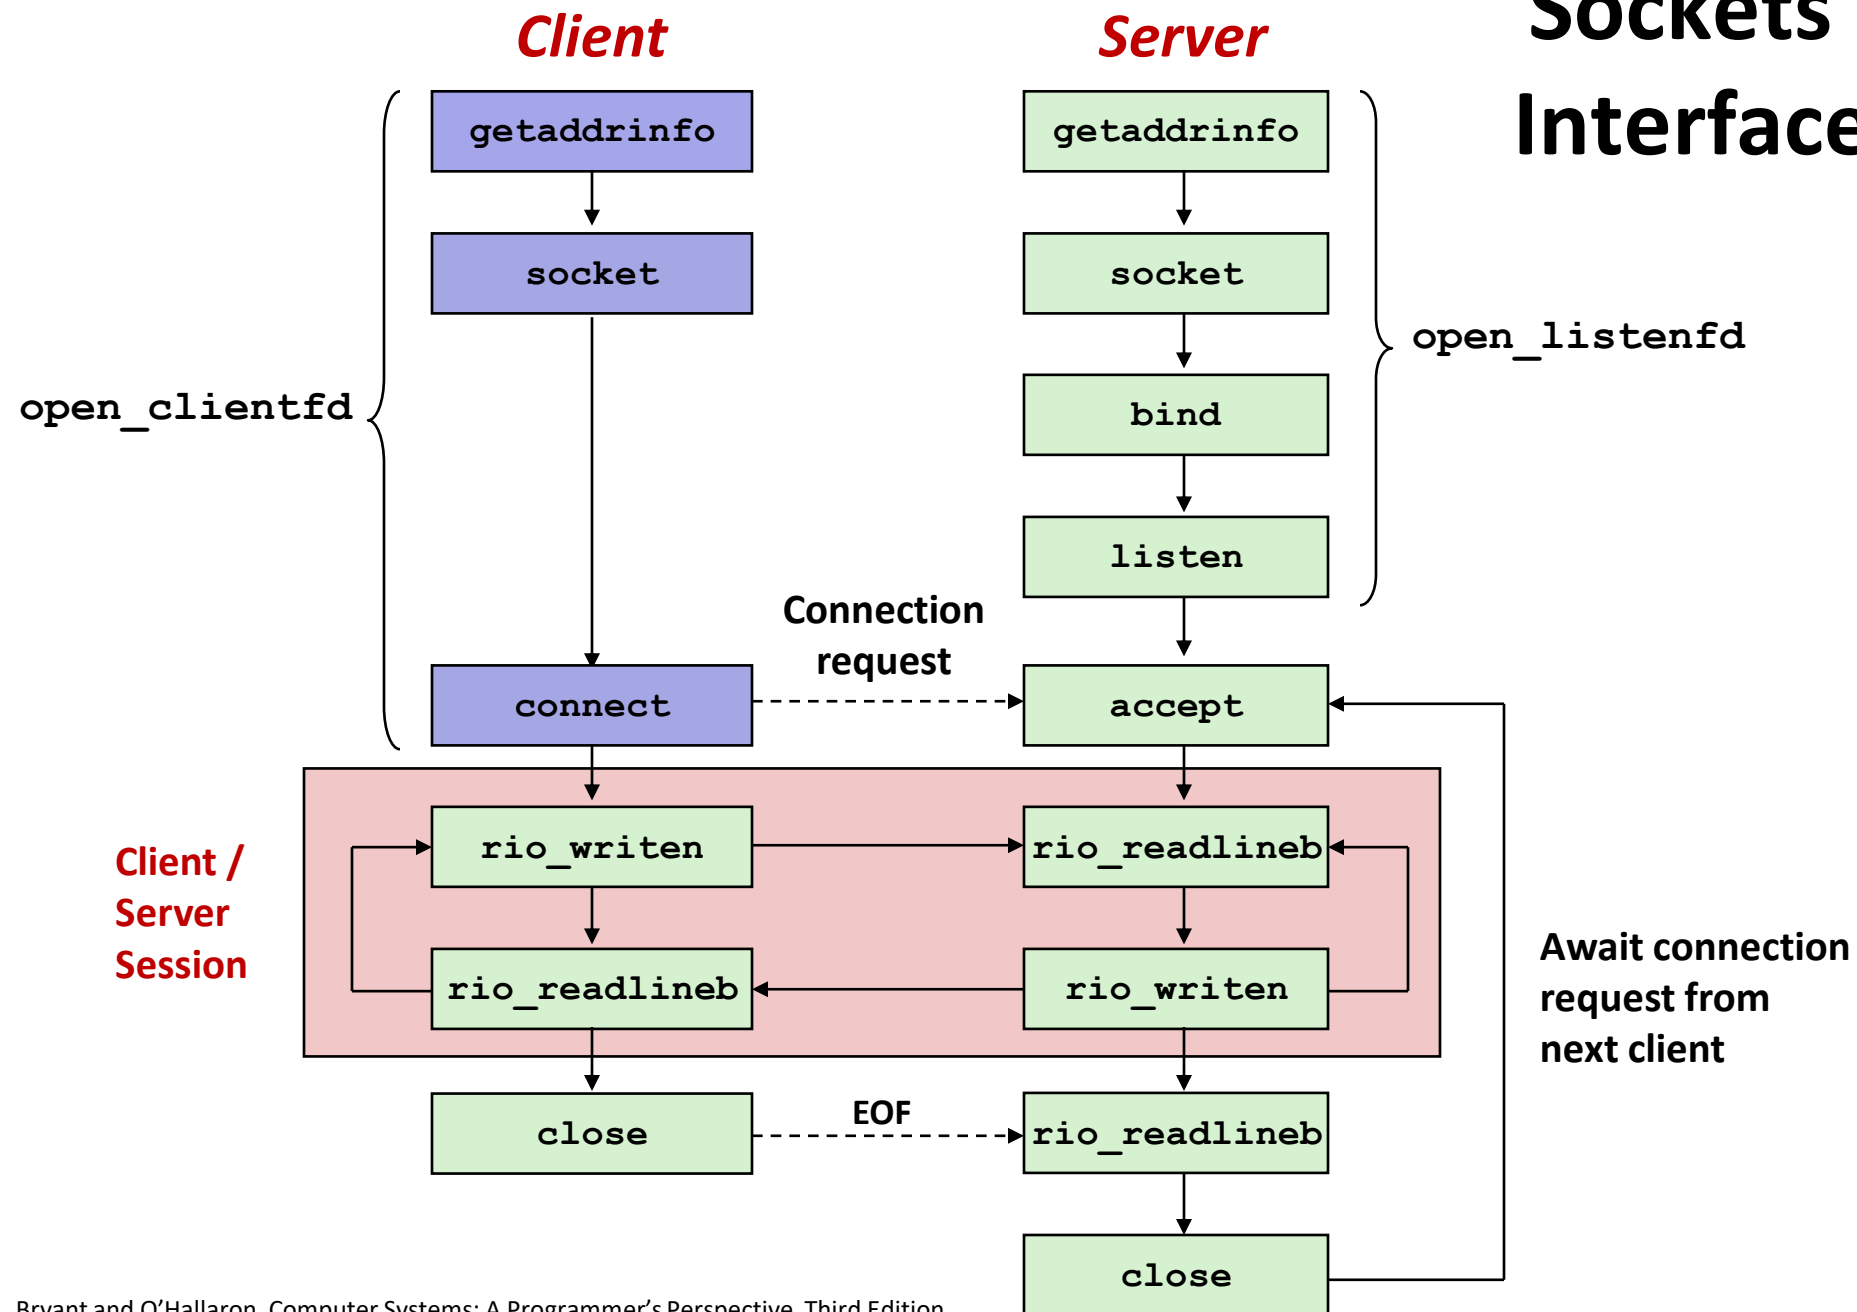 Client
Server
Sockets
Interface
getaddrinfo
getaddrinfo
socket
socket
open_listenfd
open_clientfd
bind
listen
Connection
request
connect
accept
Client /
Server
Session
rio_writen
rio_readlineb
rio_readlineb
rio_writen
Await connection
request from
next client
EOF
close
rio_readlineb
close
Bryant and O'Hallaron, Computer Systems: A Programmer's Perspective, Third Edition